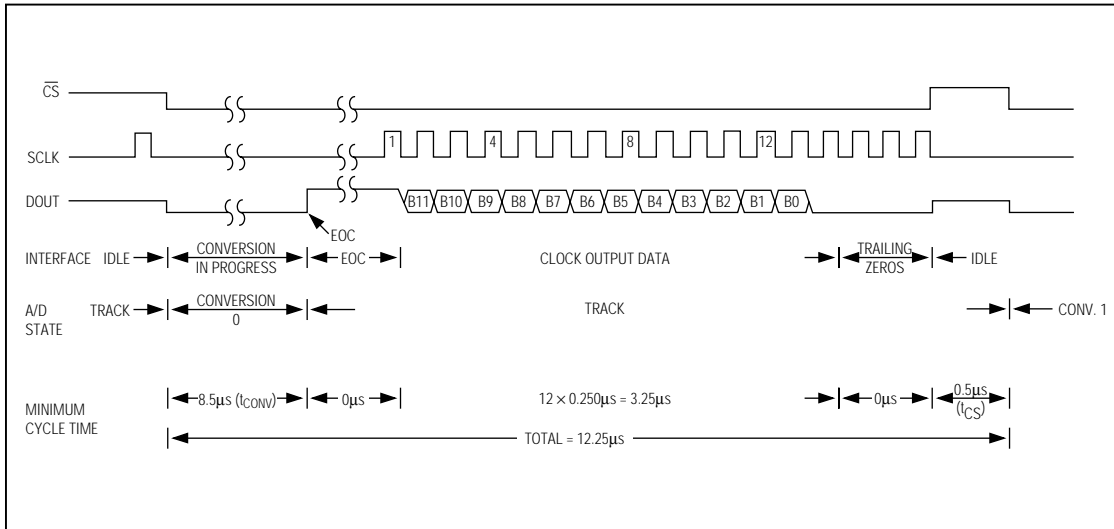 CS
SCLK
1 4 8 12
DOUT
B11 B10 B9 B8 B7 B6 B5 B4 B3 B2 B1 B0
EOC
INTERFACE IDLE CONVERSION IN PROGRESS EOC CLOCK OUTPUT DATA TRAILING ZEROS IDLE
A/D STATE TRACK CONVERSION 0 TRACK CONV. 1
MINIMUM CYCLE TIME 8.5µs (tCONV) 0µs 12 × 0.250µs = 3.25µs 0µs 0.5µs (tCS)
TOTAL = 12.25µs